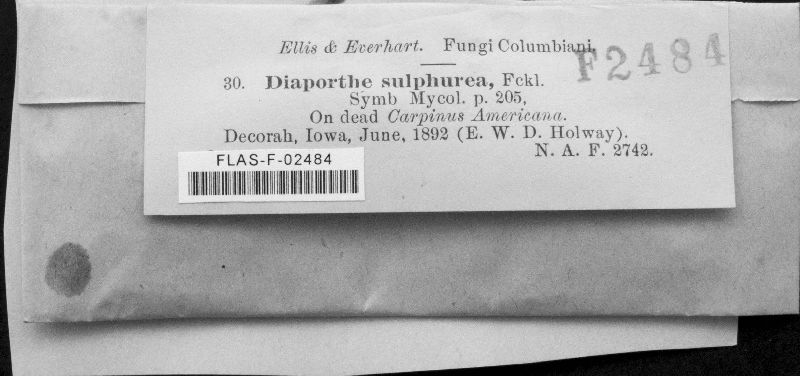 Ellis & Everhart. Fungi Columbiani.
F2484
30. Diaporthe sulphurea, Fckl.
Symb Mycol. p. 205,
On dead Carpinus Americana.
Decorah, Iowa, June, 1892 (E. W. D. Holway).
N. A. F. 2742.
FLAS-F-02484